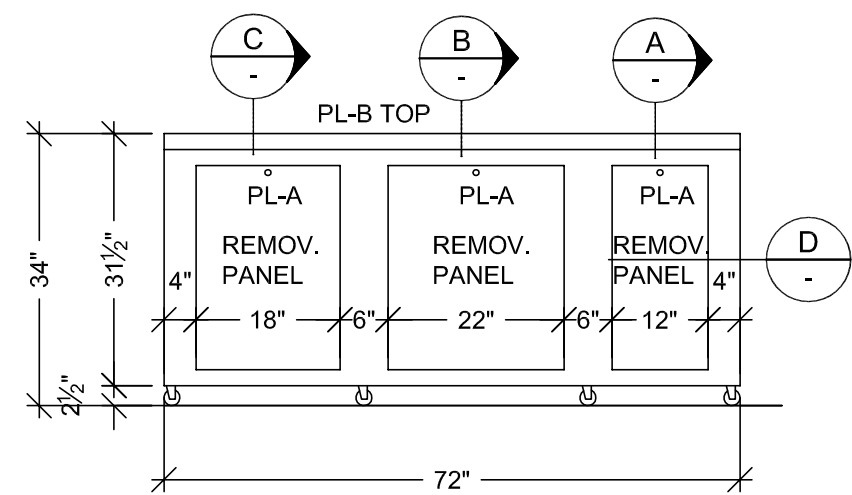 C
-
B
-
A
-
PL-B TOP
PL-A
REMOV.
PANEL
PL-A
REMOV.
PANEL
PL-A
REMOV.
PANEL
D
-
34"
31½"
2½"
4"
18"
6"
22"
6"
12"
4"
72"